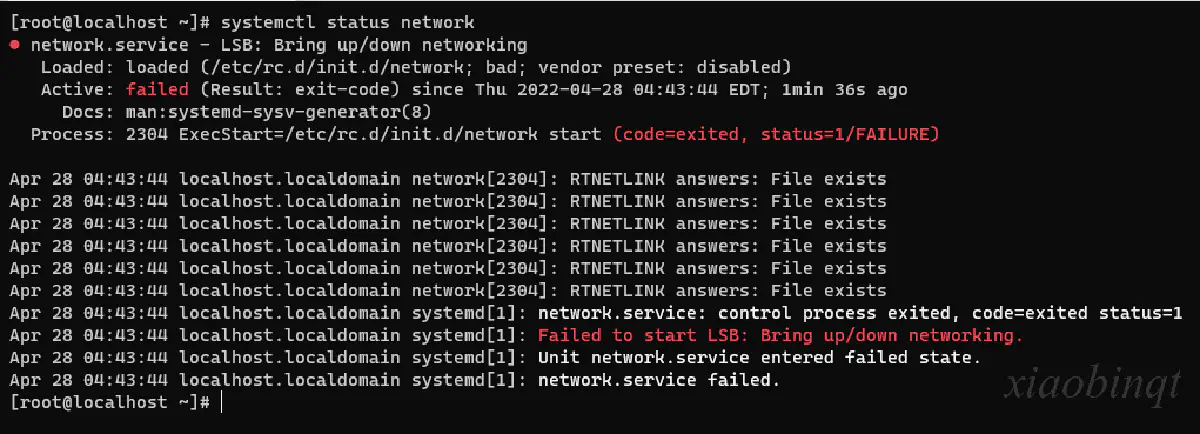 [root@localhost ~]# systemctl status network
● network.service - LSB: Bring up/down networking
   Loaded: loaded (/etc/rc.d/init.d/network; bad; vendor preset: disabled)
   Active: failed (Result: exit-code) since Thu 2022-04-28 04:43:44 EDT; 1min 36s ago
     Docs: man:systemd-sysv-generator(8)
  Process: 2304 ExecStart=/etc/rc.d/init.d/network start (code=exited, status=1/FAILURE)

Apr 28 04:43:44 localhost.localdomain network[2304]: RTNETLINK answers: File exists
Apr 28 04:43:44 localhost.localdomain network[2304]: RTNETLINK answers: File exists
Apr 28 04:43:44 localhost.localdomain network[2304]: RTNETLINK answers: File exists
Apr 28 04:43:44 localhost.localdomain network[2304]: RTNETLINK answers: File exists
Apr 28 04:43:44 localhost.localdomain network[2304]: RTNETLINK answers: File exists
Apr 28 04:43:44 localhost.localdomain network[2304]: RTNETLINK answers: File exists
Apr 28 04:43:44 localhost.localdomain systemd[1]: network.service: control process exited, code=exited status=1
Apr 28 04:43:44 localhost.localdomain systemd[1]: Failed to start LSB: Bring up/down networking.
Apr 28 04:43:44 localhost.localdomain systemd[1]: Unit network.service entered failed state.
Apr 28 04:43:44 localhost.localdomain systemd[1]: network.service failed.
[root@localhost ~]#
xiaobinqt